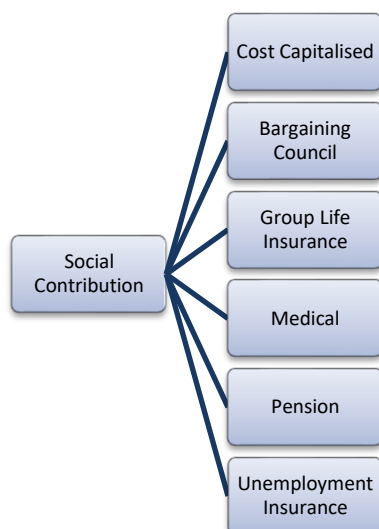 Cost Capitalised
Bargaining
Council
Group Life
Insurance
Social
Contribution
Medical
Pension
Unemployment
Insurance